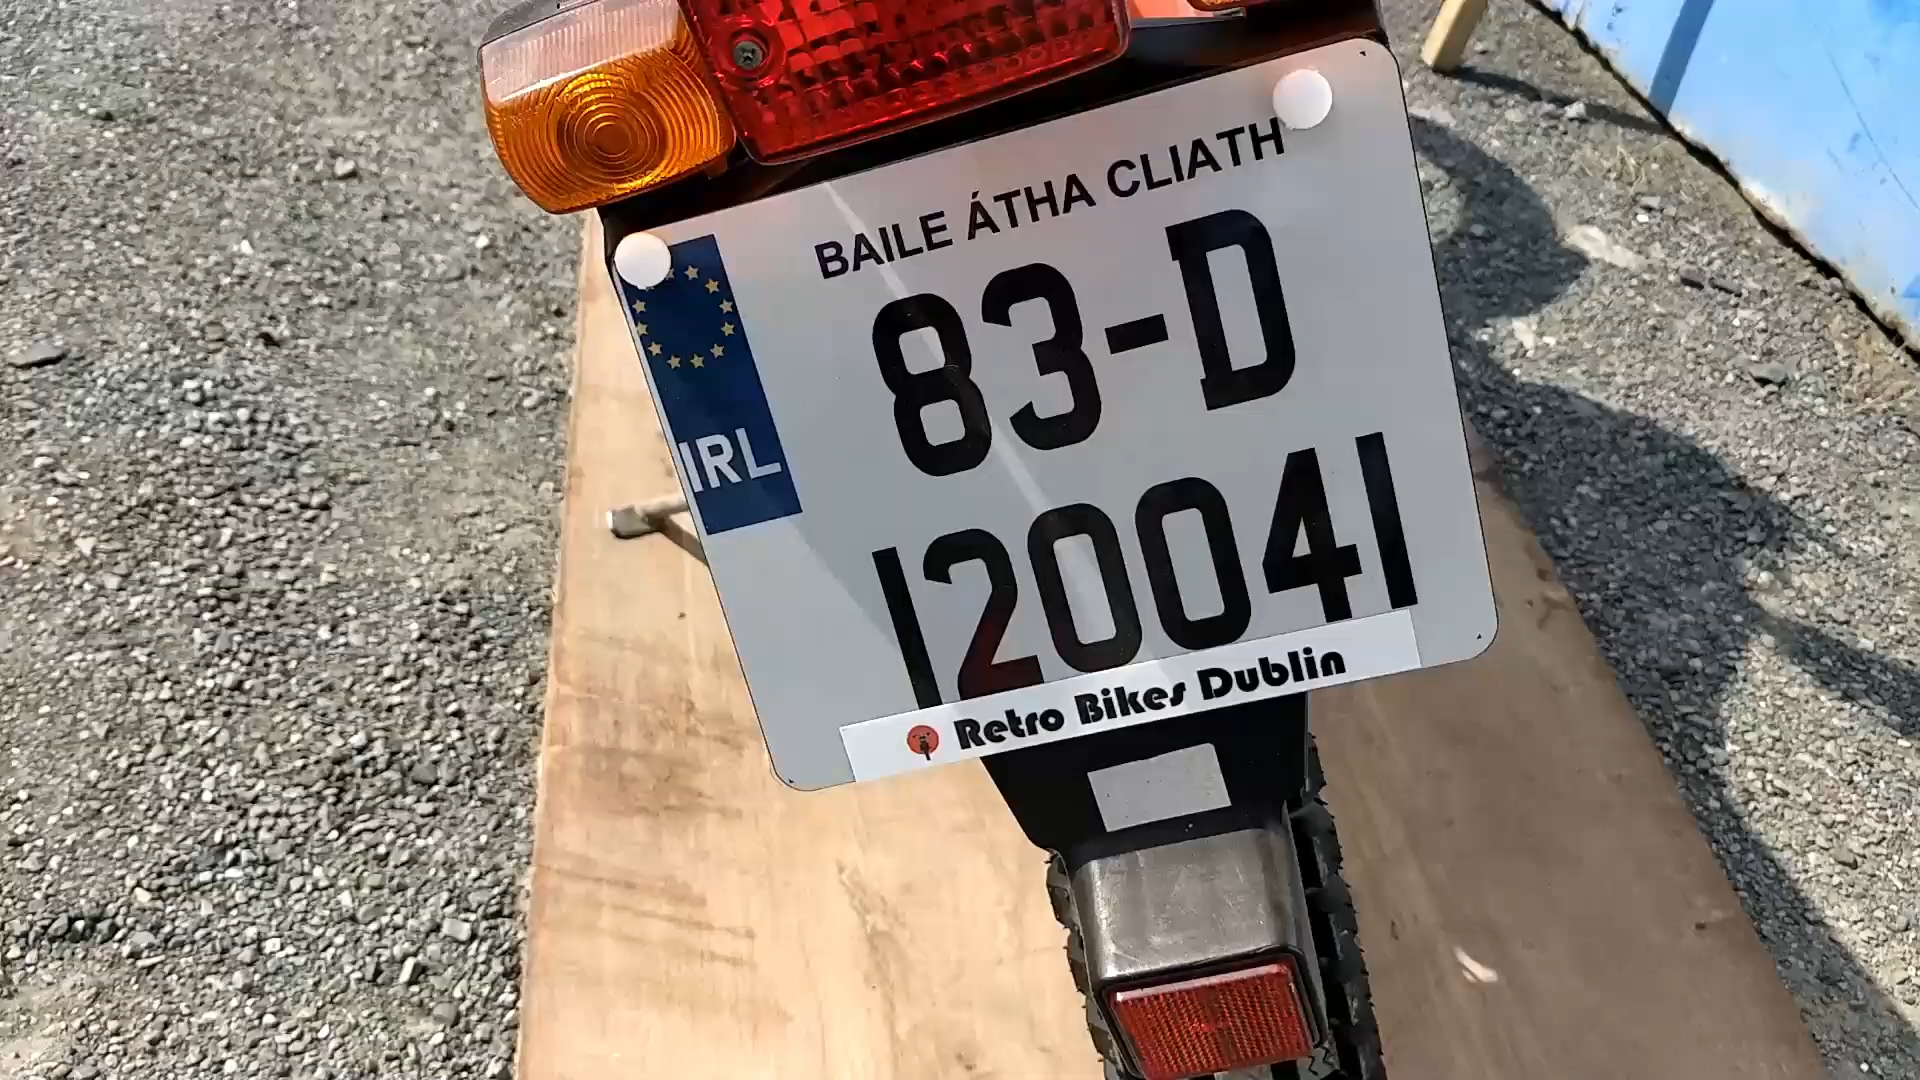 BAILE ÁTHA CLIATH
83-D
IRL
120041
Retro Bikes Dublin